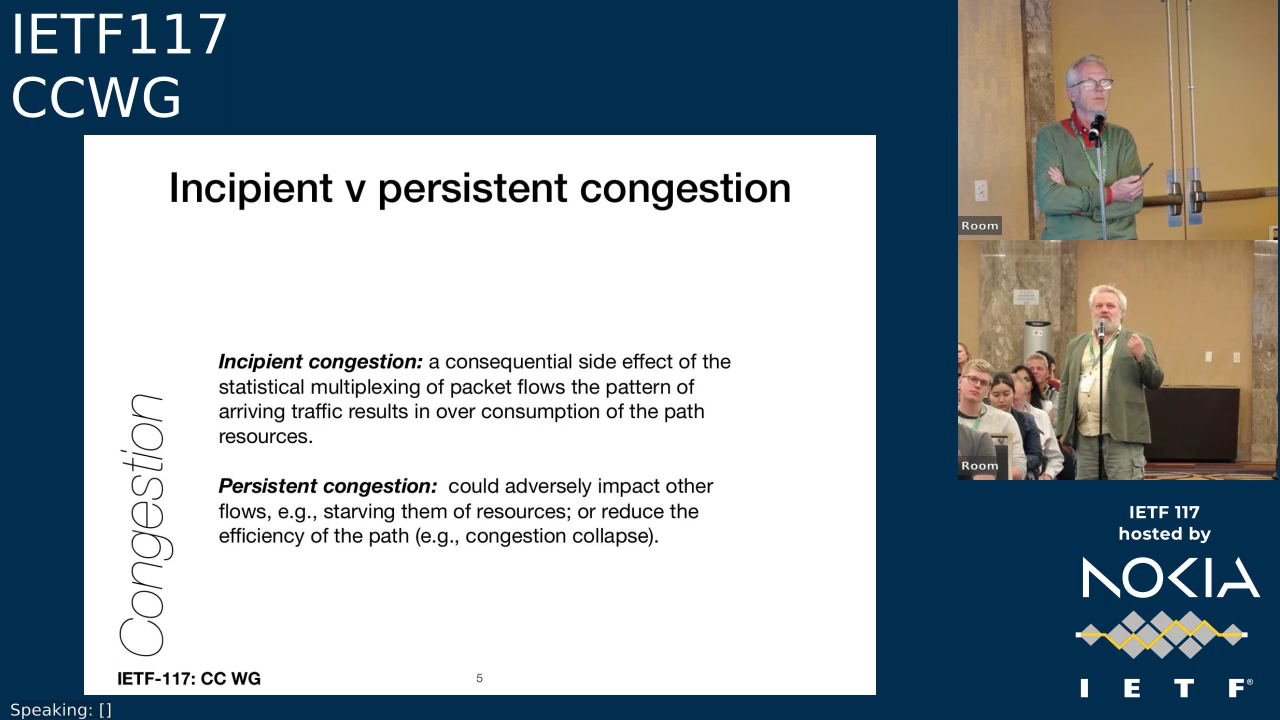 IETF117
CCWG
Incipient v persistent congestion
Incipient congestion: a consequential side effect of the
statistical multiplexing of packet flows the pattern of
arriving traffic results in over consumption of the path
resources.
Persistent congestion: could adversely impact other
flows, e.g., starving them of resources; or reduce the
efficiency of the path (e.g., congestion collapse).
Congestion
IETF-117: CC WG
5
Room
Room
IETF 117
hosted by
NOKIA
I E T F®
Speaking: []